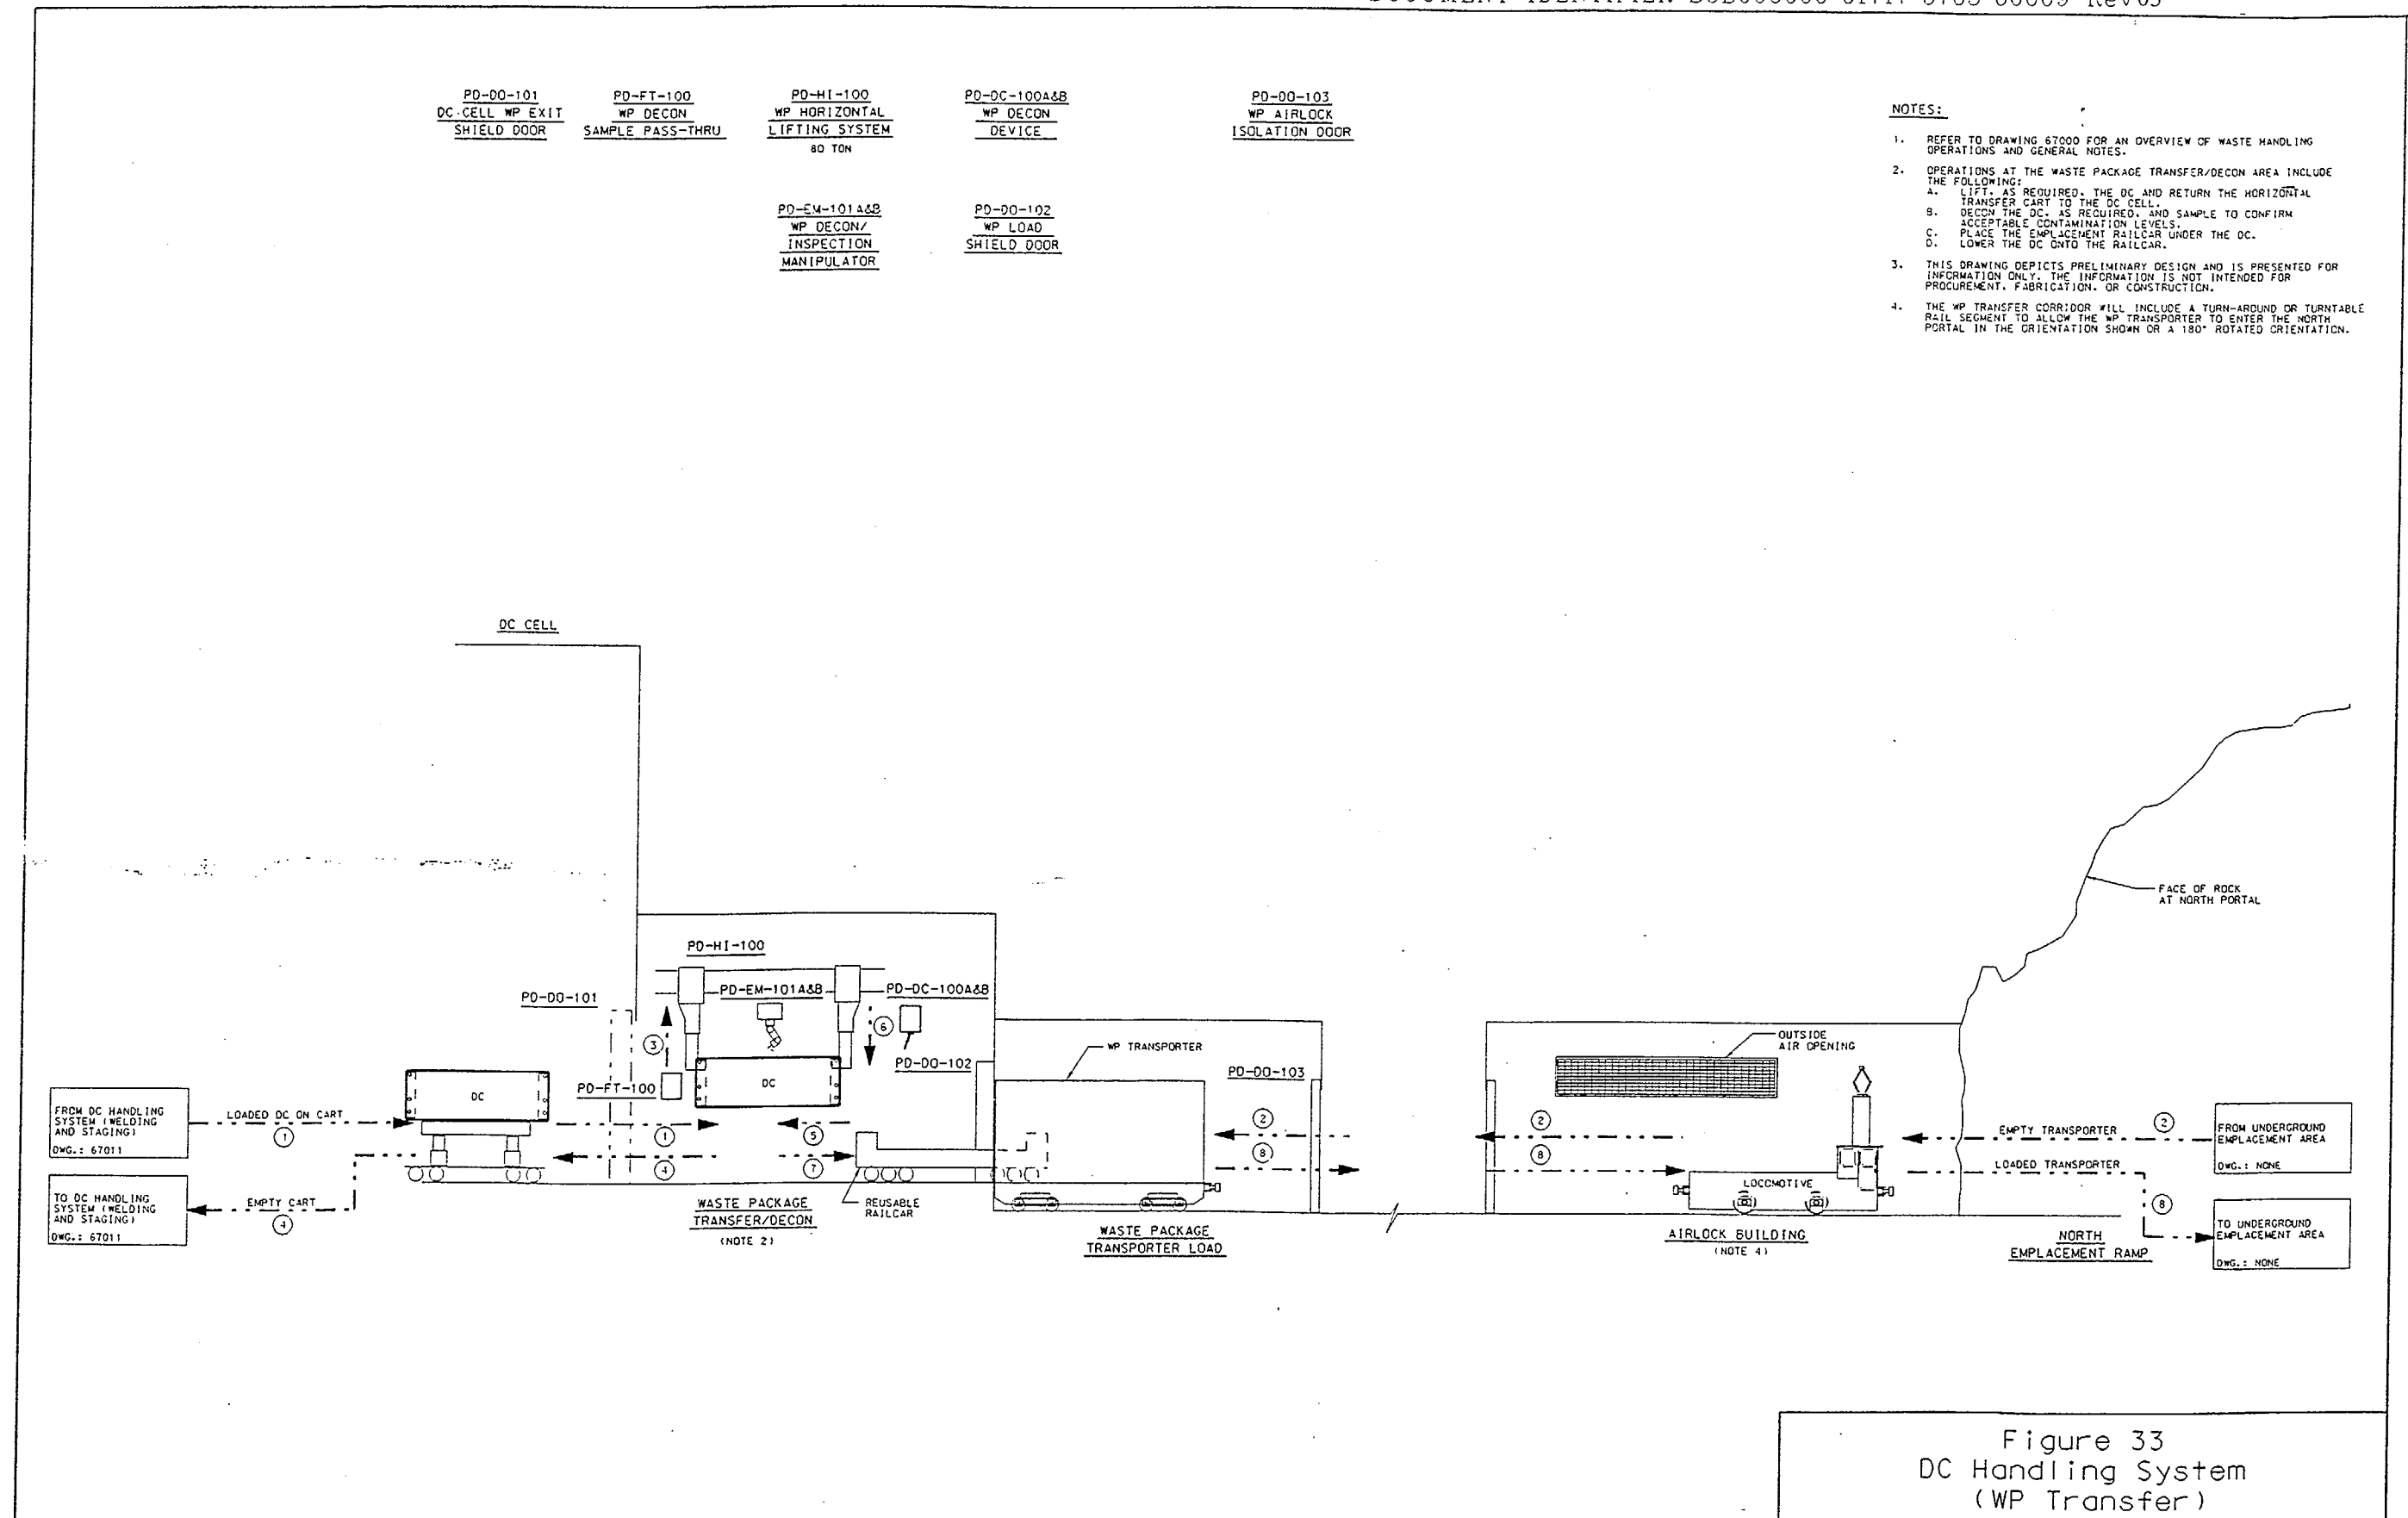 PD-DO-101
DC-CELL WP EXIT
SHIELD DOOR
PD-FT-100
WP DECON
SAMPLE PASS-THRU
PD-HI-100
WP HORIZONTAL
LIFTING SYSTEM
80 TON
PD-DC-100A&B
WP DECON
DEVICE
PD-DO-103
WP AIRLOCK
ISOLATION DOOR
PD-EM-101A&B
WP DECON/
INSPECTION
MANIPULATOR
PD-DO-102
WP LOAD
SHIELD DOOR
NOTES:
1. REFER TO DRAWING 67000 FOR AN OVERVIEW OF WASTE HANDLING
OPERATIONS AND GENERAL NOTES.
2. OPERATIONS AT THE WASTE PACKAGE TRANSFER/DECON AREA INCLUDE
THE FOLLOWING:
A. LIFT, AS REQUIRED, THE DC AND RETURN THE HORIZONTAL
TRANSFER CART TO THE DC CELL.
B. DECON THE DC, AS REQUIRED, AND SAMPLE TO CONFIRM
ACCEPTABLE CONTAMINATION LEVELS.
C. PLACE THE EMPLACEMENT RAILCAR UNDER THE DC.
D. LOWER THE DC ONTO THE RAILCAR.
3. THIS DRAWING DEPICTS PRELIMINARY DESIGN AND IS PRESENTED FOR
INFORMATION ONLY. THE INFORMATION IS NOT INTENDED FOR
PROCUREMENT, FABRICATION, OR CONSTRUCTION.
4. THE WP TRANSFER CORRIDOR WILL INCLUDE A TURN-AROUND OR TURNTABLE
RAIL SEGMENT TO ALLOW THE WP TRANSPORTER TO ENTER THE NORTH
PORTAL IN THE ORIENTATION SHOWN OR A 180° ROTATED ORIENTATION.
DC CELL
FACE OF ROCK
AT NORTH PORTAL
PD-HI-100
PD-DO-101
PD-EM-101A&B
PD-DC-100A&B
3
6
PD-FT-100
DC
DC
PD-DO-102
WP TRANSPORTER
PD-DO-103
OUTSIDE
AIR OPENING
FROM DC HANDLING
SYSTEM (WELDING
AND STAGING)
DWG.: 67011
LOADED DC ON CART
1
1
5
4
7
2
8
2
8
EMPTY TRANSPORTER
2
LOADED TRANSPORTER
FROM UNDERGROUND
EMPLACEMENT AREA
DWG.: NONE
TO DC HANDLING
SYSTEM (WELDING
AND STAGING)
DWG.: 67011
EMPTY CART
4
WASTE PACKAGE
TRANSFER/DECON
(NOTE 2)
REUSABLE
RAILCAR
WASTE PACKAGE
TRANSPORTER LOAD
LOCOMOTIVE
AIRLOCK BUILDING
(NOTE 4)
NORTH
EMPLACEMENT RAMP
8
TO UNDERGROUND
EMPLACEMENT AREA
DWG.: NONE
Figure 33
DC Handling System
(WP Transfer)